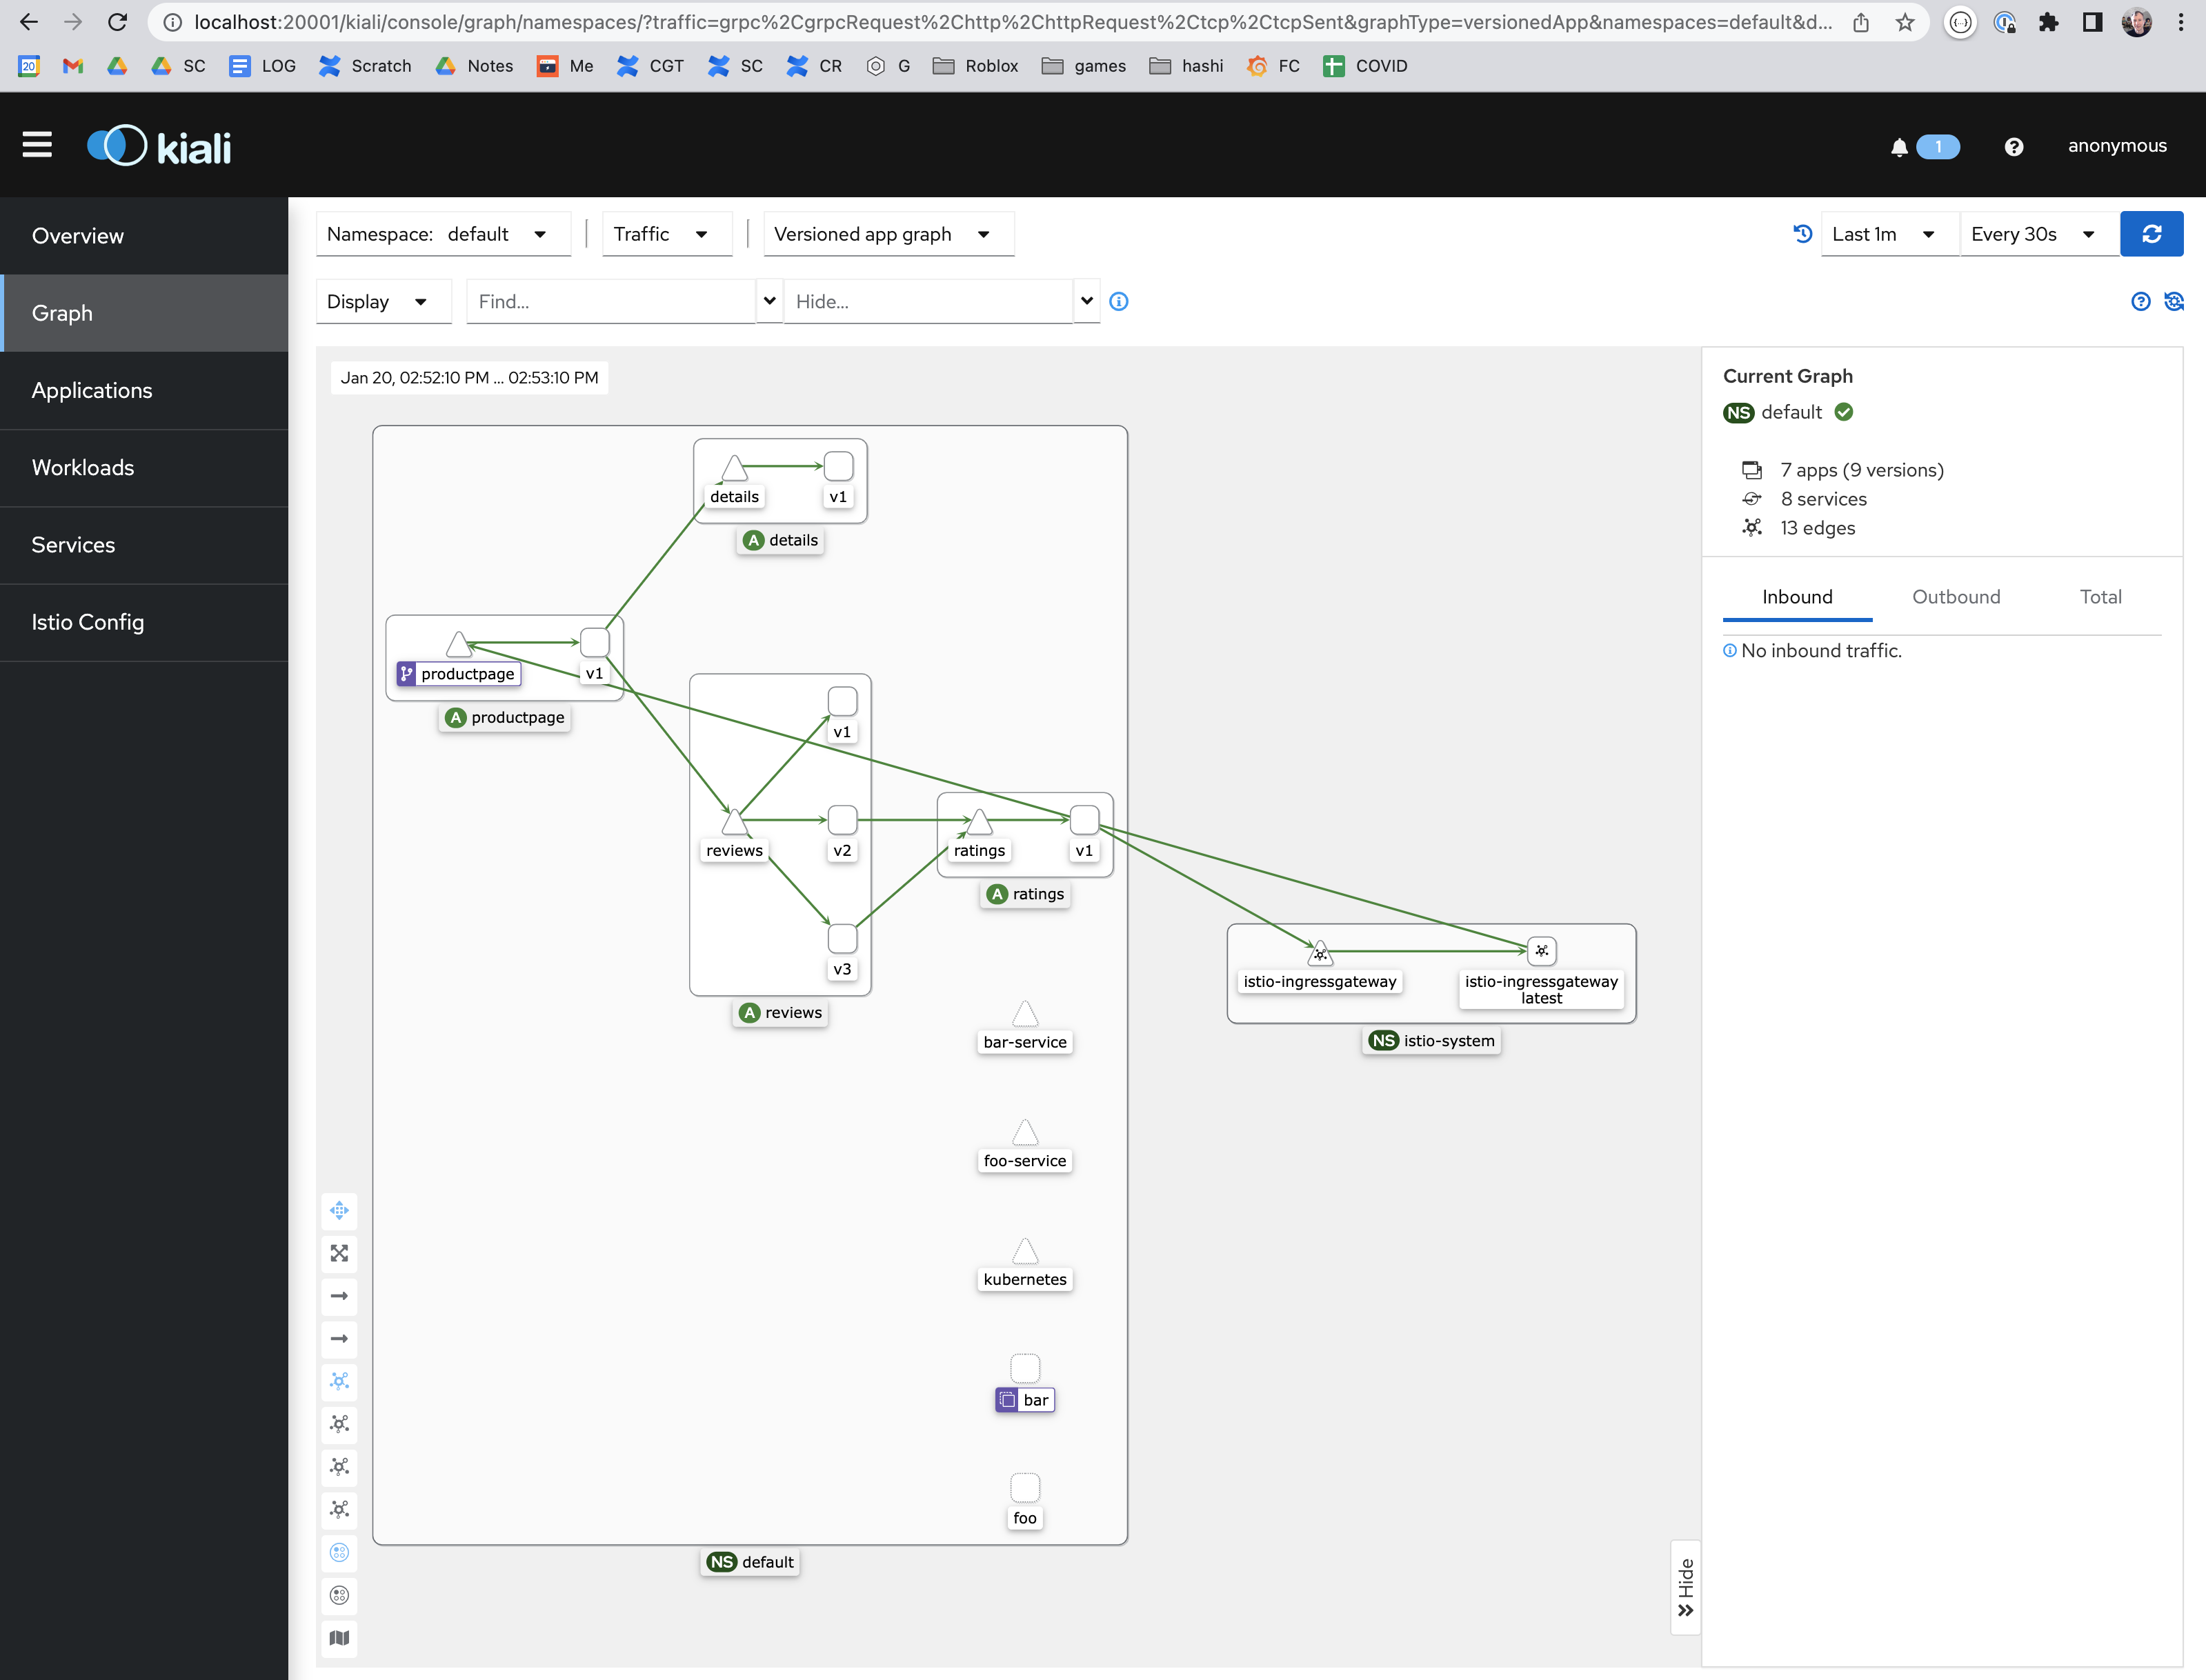 localhost:20001/kiali/console/graph/namespaces/?traffic=grpc%2CgrpcRequest%2Chttp%2ChttpRequest%2Ctcp%2CtcpSent&graphType=versionedApp&namespaces=default&d...
20
SC
LOG
Scratch
Notes
Me
CGT
SC
CR
G
Roblox
games
hashi
FC
COVID
kiali
1
anonymous
Overview
Graph
Applications
Workloads
Services
Istio Config
Namespace: default
Traffic
Versioned app graph
Last 1m
Every 30s
Display
Find...
Hide...
Jan 20, 02:52:10 PM ... 02:53:10 PM
details
v1
A details
productpage
v1
A productpage
v1
reviews
v2
v3
A reviews
ratings
v1
A ratings
istio-ingressgateway
istio-ingressgateway
latest
NS istio-system
bar-service
foo-service
kubernetes
bar
foo
NS default
Hide
Current Graph
NS default
7 apps (9 versions)
8 services
13 edges
Inbound
Outbound
Total
No inbound traffic.